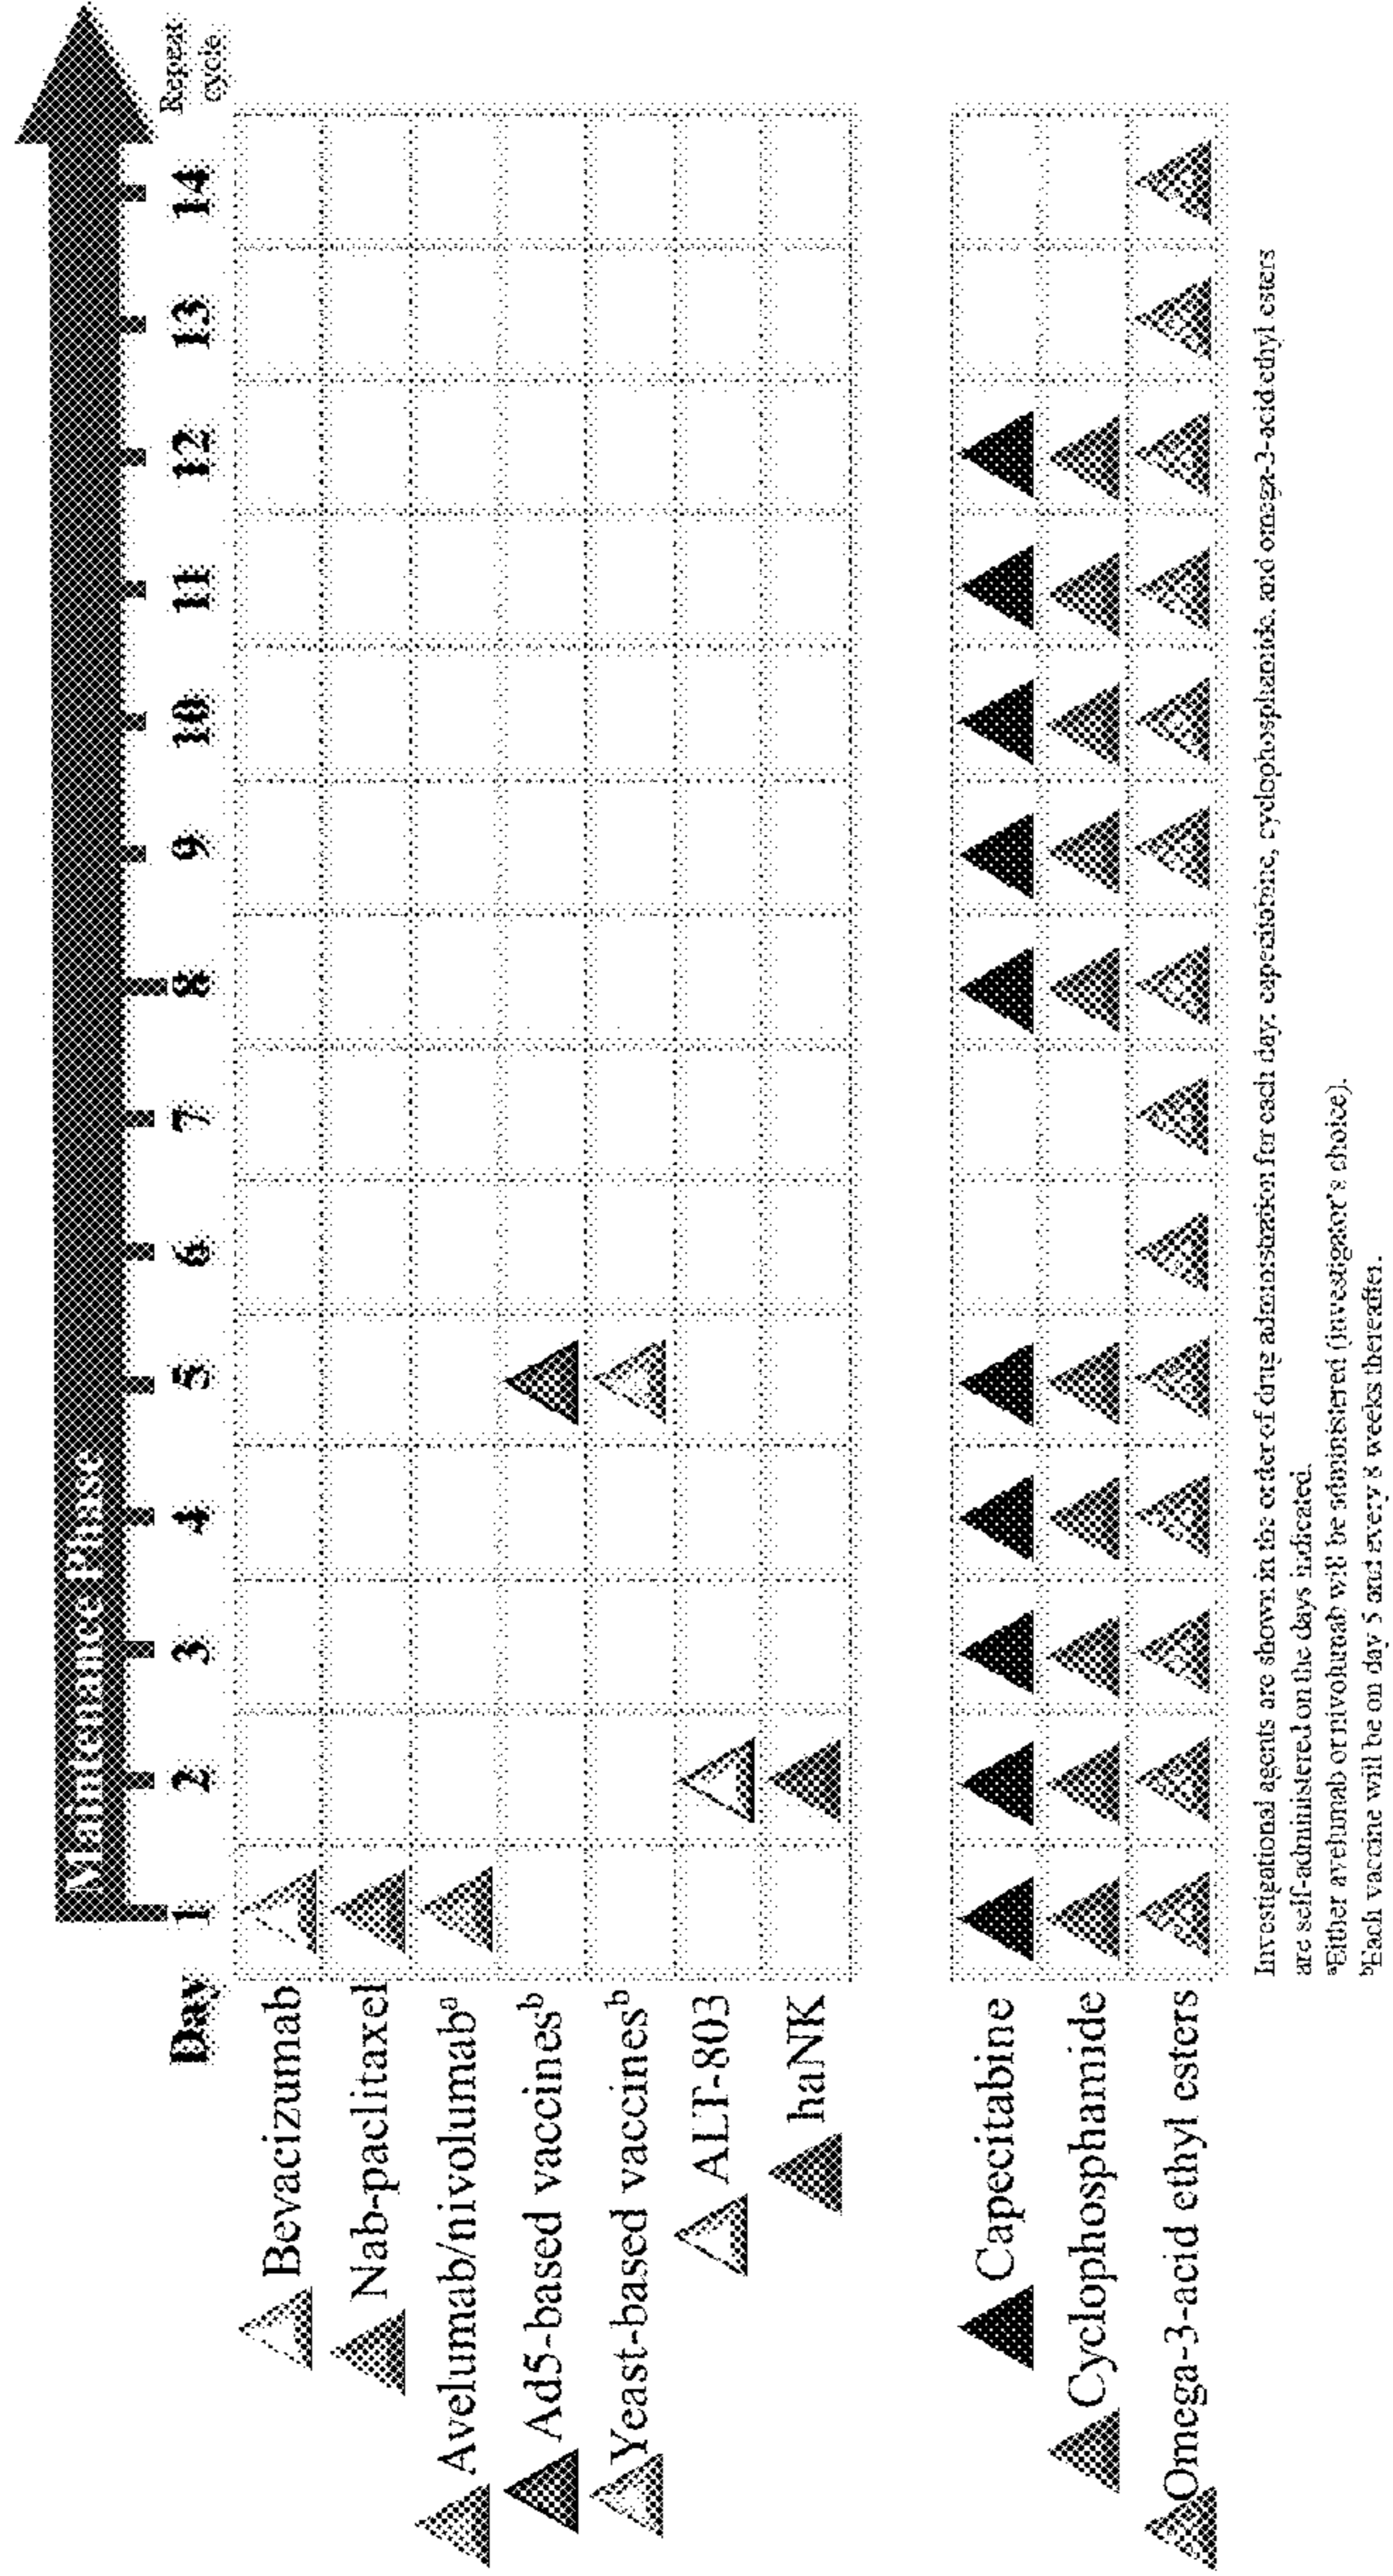 Maintenance Phase
Day 1 2 3 4 5 6 7 8 9 10 11 12 13 14 Repeat
cycle
Bevacizumab
Nab-paclitaxel
Avelumab/nivolumabᵃ
Ad5-based vaccinesᵇ
Yeast-based vaccinesᵇ
ALT-803
haNK
Capecitabine
Cyclophosphamide
Omega-3-acid ethyl esters
Investigational agents are shown in the order of drug administration for each day; capecitabine, cyclophosphamide, and omega-3-acid ethyl esters
are self-administered on the days indicated.
ᵃEither avelumab or nivolumab will be administered (investigator's choice).
ᵇEach vaccine will be on day 5 and every 8 weeks thereafter.